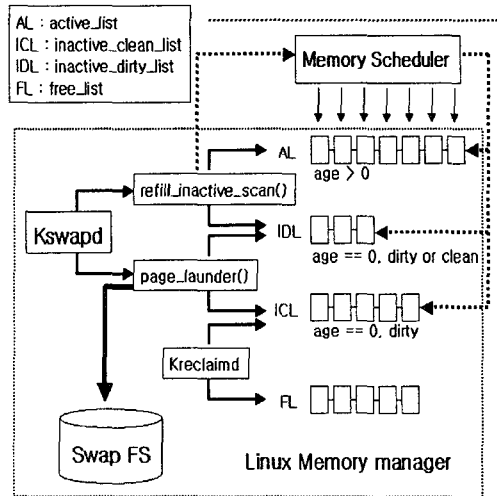 AL : active_list
ICL : inactive_clean_list
IDL : inactive_dirty_list
FL : free_list
Memory Scheduler
AL
age > 0
refill_inactive_scan()
Kswapd
IDL
age == 0, dirty or clean
page_launder()
ICL
age == 0, dirty
Kreclaimd
FL
Swap FS
Linux Memory manager